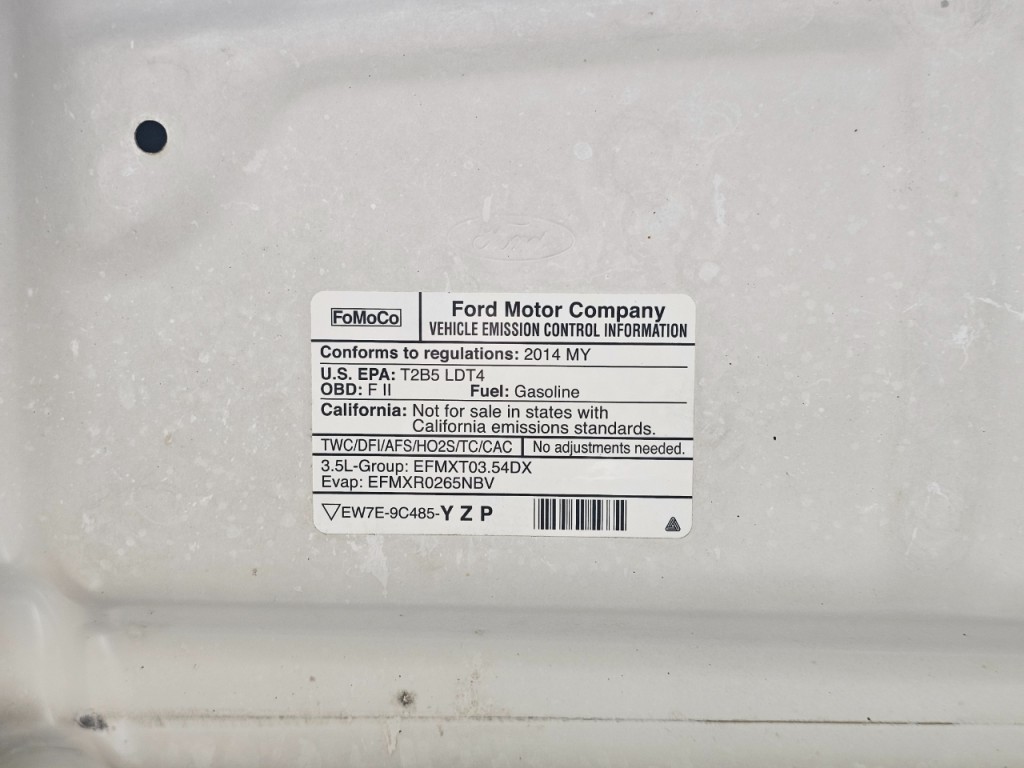 Ford
FoMoCo
Ford Motor Company
VEHICLE EMISSION CONTROL INFORMATION
Conforms to regulations: 2014 MY
U.S. EPA: T2B5 LDT4
OBD: F II Fuel: Gasoline
California: Not for sale in states with
California emissions standards.
TWC/DFI/AFS/HO2S/TC/CAC No adjustments needed.
3.5L-Group: EFMXT03.54DX
Evap: EFMXR0265NBV
EW7E-9C485-Y Z P